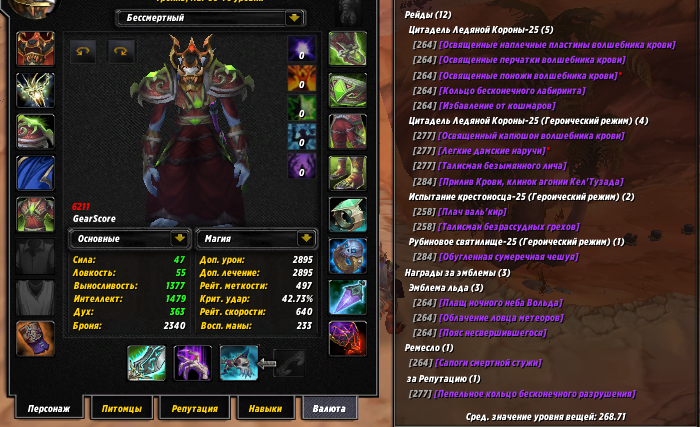 Бессмертный
0
0
0
0
0
6211
GearScore
Основные
Магия
Сила: 47
Ловкость: 55
Выносливость: 1377
Интеллект: 1479
Дух: 363
Броня: 2340
Доп. урон: 2895
Доп. лечение: 2895
Рейт. меткости: 497
Крит. удар: 42.73%
Рейт. скорости: 640
Восп. маны: 233
Персонаж
Питомцы
Репутация
Навыки
Валюта
Рейды (12)
Цитадель Ледяной Короны-25 (5)
[264] [Освященные наплечные пластины волшебника крови]
[264] [Освященные перчатки волшебника крови]
[264] [Освященные поножи волшебника крови]*
[264] [Кольцо бесконечного лабиринта]
[264] [Избавление от кошмаров]
Цитадель Ледяной Короны-25 (Героический режим) (4)
[277] [Освященный капюшон волшебника крови]
[277] [Легкие дамские наручи]*
[277] [Талисман безымянного лича]
[284] [Прилив Крови, клинок агонии Кел'Тузада]
Испытание крестоносца-25 (Героический режим) (2)
[258] [Плач валь'кир]
[258] [Талисман безрассудных грехов]
Рубиновое святилище-25 (Героический режим) (1)
[284] [Обугленная сумеречная чешуя]
Награды за эмблемы (3)
Эмблема льда (3)
[264] [Плащ ночного неба Вольда]
[264] [Облачение ловца метеоров]
[264] [Пояс несвершившегося]
Ремесло (1)
[264] [Сапоги смертной стужи]
за Репутацию (1)
[277] [Пепельное кольцо бесконечного разрушения]
Сред. значение уровня вещей: 268.71